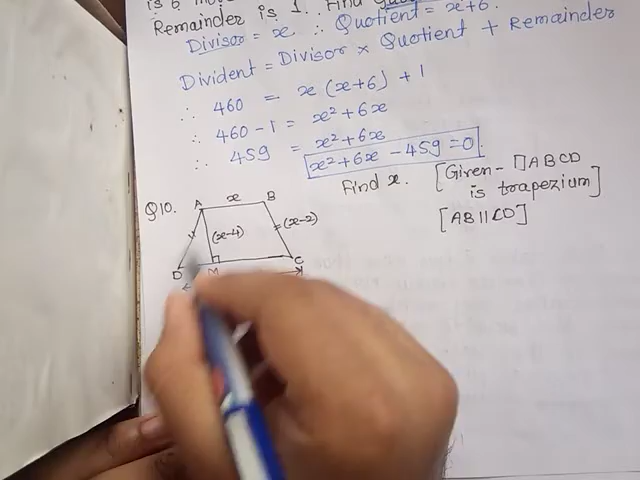 Remainder is 1. Find
Divisor = x. ∴ Quotient = x+6.
Divident = Divisor × Quotient + Remainder
∴ 460 = x (x+6) + 1
∴ 460 - 1 = x² + 6x
∴ 459 = x² + 6x
x² + 6x - 459 = 0.
Q10. Find x. [Given - □ABCD
is trapezium]
[AB||CD]
A x B
(x-4) (x-2)
D M C